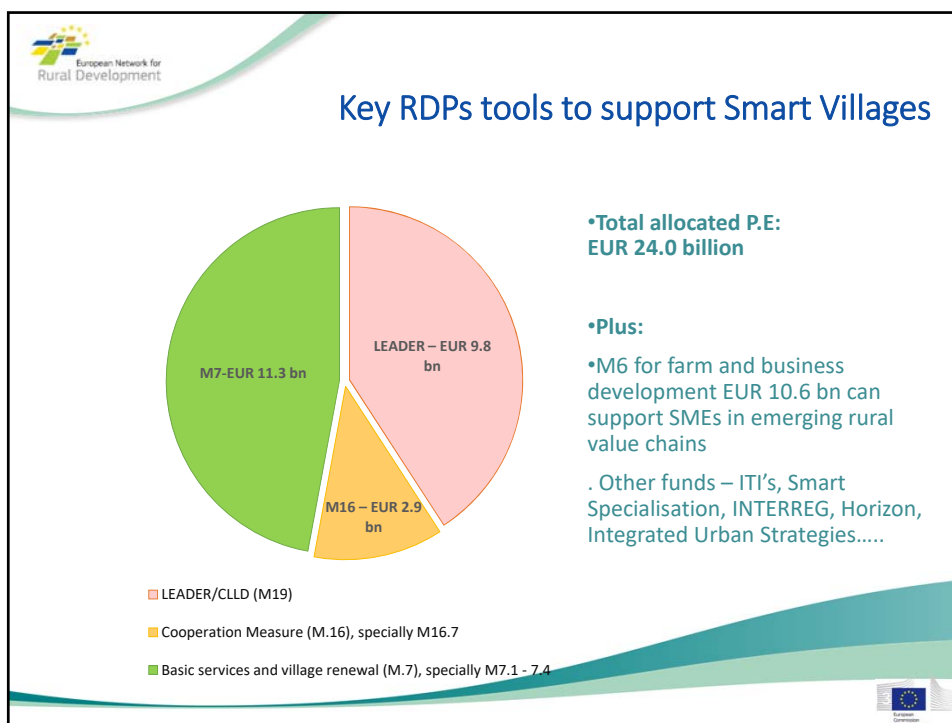 European Network for
Rural Development
Key RDPs tools to support Smart Villages
LEADER – EUR 9.8
bn
M7-EUR 11.3 bn
M16 – EUR 2.9
bn
•Total allocated P.E:
EUR 24.0 billion
•Plus:
•M6 for farm and business
development EUR 10.6 bn can
support SMEs in emerging rural
value chains
. Other funds – ITI's, Smart
Specialisation, INTERREG, Horizon,
Integrated Urban Strategies…..
LEADER/CLLD (M19)
Cooperation Measure (M.16), specially M16.7
Basic services and village renewal (M.7), specially M7.1 - 7.4
European
Commission